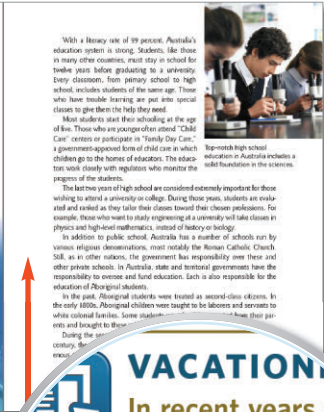 With a literacy rate of 99 percent, Australia's
education system is strong. Students, like those
in many other countries, must stay in school for
twelve years before graduating to a university.
Every classroom, from primary school to high
school, includes students of the same age. Those
who have trouble learning are put into special
classes to give them the help they need.
Most students start their schooling at the age
of five. Those who are younger often attend "Child
Care" centers or participate in "Family Day Care,"
a government-approved form of child care in which
children go to the homes of educators. The educa-
tors work closely with regulators who monitor the
progress of the students.
Top-notch high school
education in Australia includes a
solid foundation in the sciences.
The last two years of high school are considered extremely important for those
wishing to attend a university or college. During those years, students are evalu-
ated and ranked as they tailor their classes toward their chosen professions. For
example, those who want to study engineering at a university will take classes in
physics and high-level mathematics, instead of history or biology.
In addition to public school, Australia has a number of schools run by
various religious denominations, most notably the Roman Catholic Church.
Still, as in other nations, the government has responsibility over these and
other private schools. In Australia, state and territorial governments have the
responsibility to oversee and fund education. Each is also responsible for the
education of Aboriginal students.
In the past, Aboriginal students were treated as second-class citizens. In
the early 1800s, Aboriginal children were taught to be laborers and servants to
white colonial families. Some students from their par-
ents and brought to these
During the
century, the
enous
VACATION
In recent years